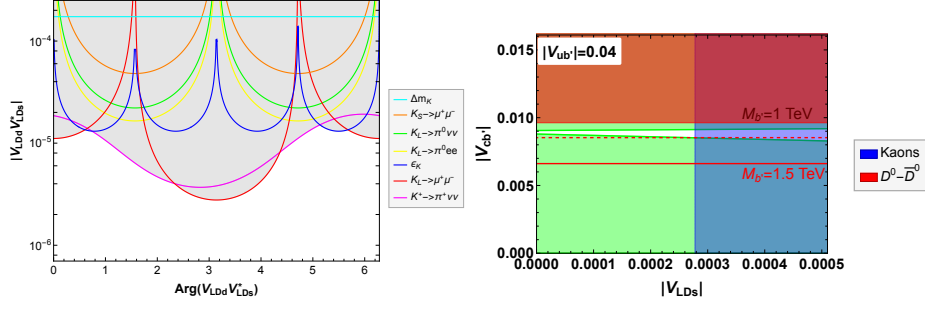 10⁻⁴
10⁻⁵
10⁻⁶
|V_LDd V*_LDs|
0 1 2 3 4 5 6
Arg(V_LDd V*_LDs)
Δm_K
K_S->μ⁺μ⁻
K_L->π⁰νν
K_L->π⁰ee
ϵ_K
K_L->μ⁺μ⁻
K⁺->π⁺νν
|V_ub'|=0.04
0.015
0.010
0.005
0.000
|V_cb'|
M_b'=1 TeV
M_b'=1.5 TeV
0.0000 0.0001 0.0002 0.0003 0.0004 0.0005
|V_LDs|
Kaons
D⁰-D̅⁰